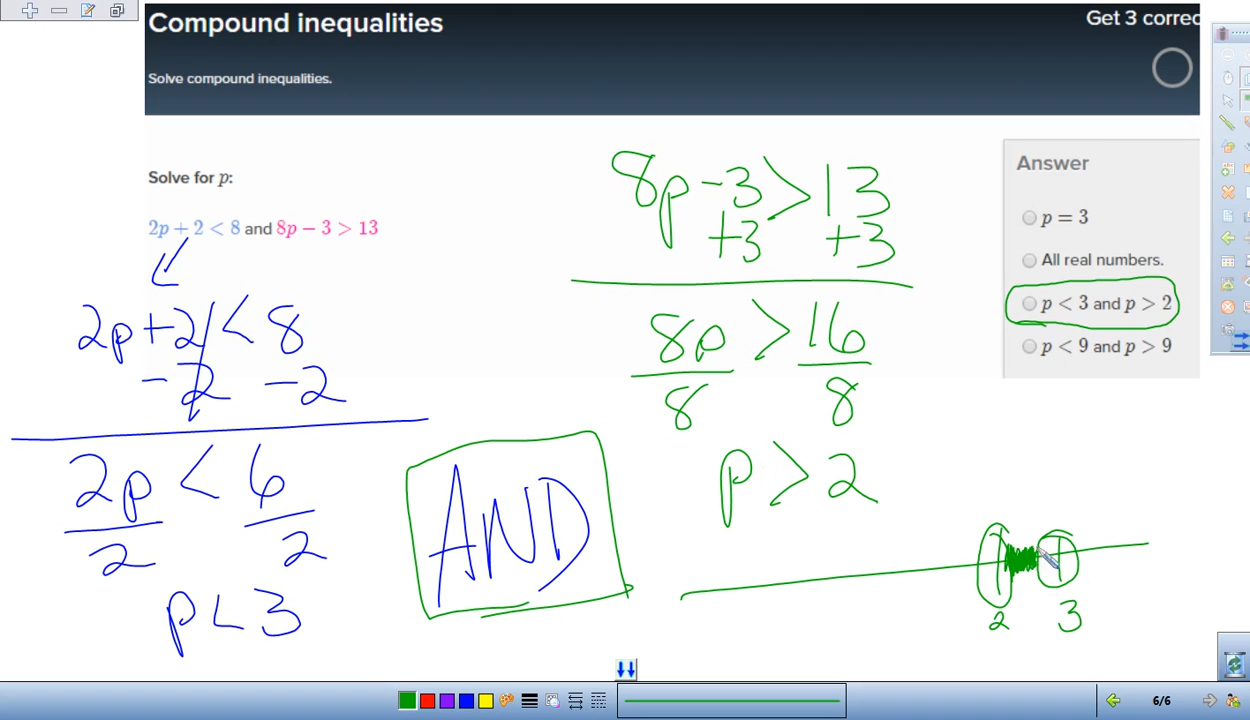 Compound inequalities
Get 3 correc
Solve compound inequalities.
Solve for p:
2p + 2 < 8 and 8p − 3 > 13
2p + 2 < 8
− 2 − 2
2p < 6
2 2
p < 3
AND
8p − 3 > 13
+3 +3
8p > 16
8 8
p > 2
2 3
Answer
p = 3
All real numbers.
p < 3 and p > 2
p < 9 and p > 9
6/6